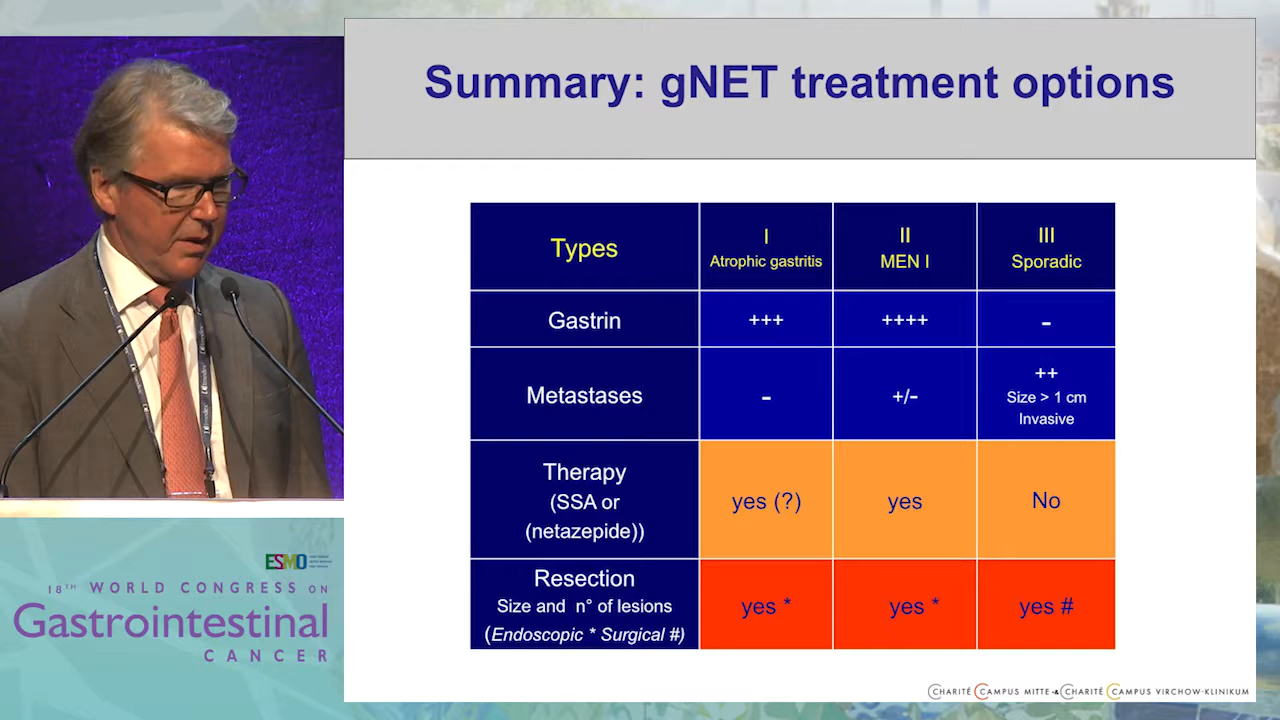 Summary: gNET treatment options
Types
I
Atrophic gastritis
II
MEN I
III
Sporadic
Gastrin
+++
++++
-
Metastases
-
+/-
++
Size > 1 cm
Invasive
Therapy
(SSA or
(netazepide))
yes (?)
yes
No
Resection
Size and n° of lesions
(Endoscopic * Surgical #)
yes *
yes *
yes #
ESMO
18TH WORLD CONGRESS ON
Gastrointestinal
CANCER
CHARITÉ CAMPUS MITTE & CHARITÉ CAMPUS VIRCHOW-KLINIKUM